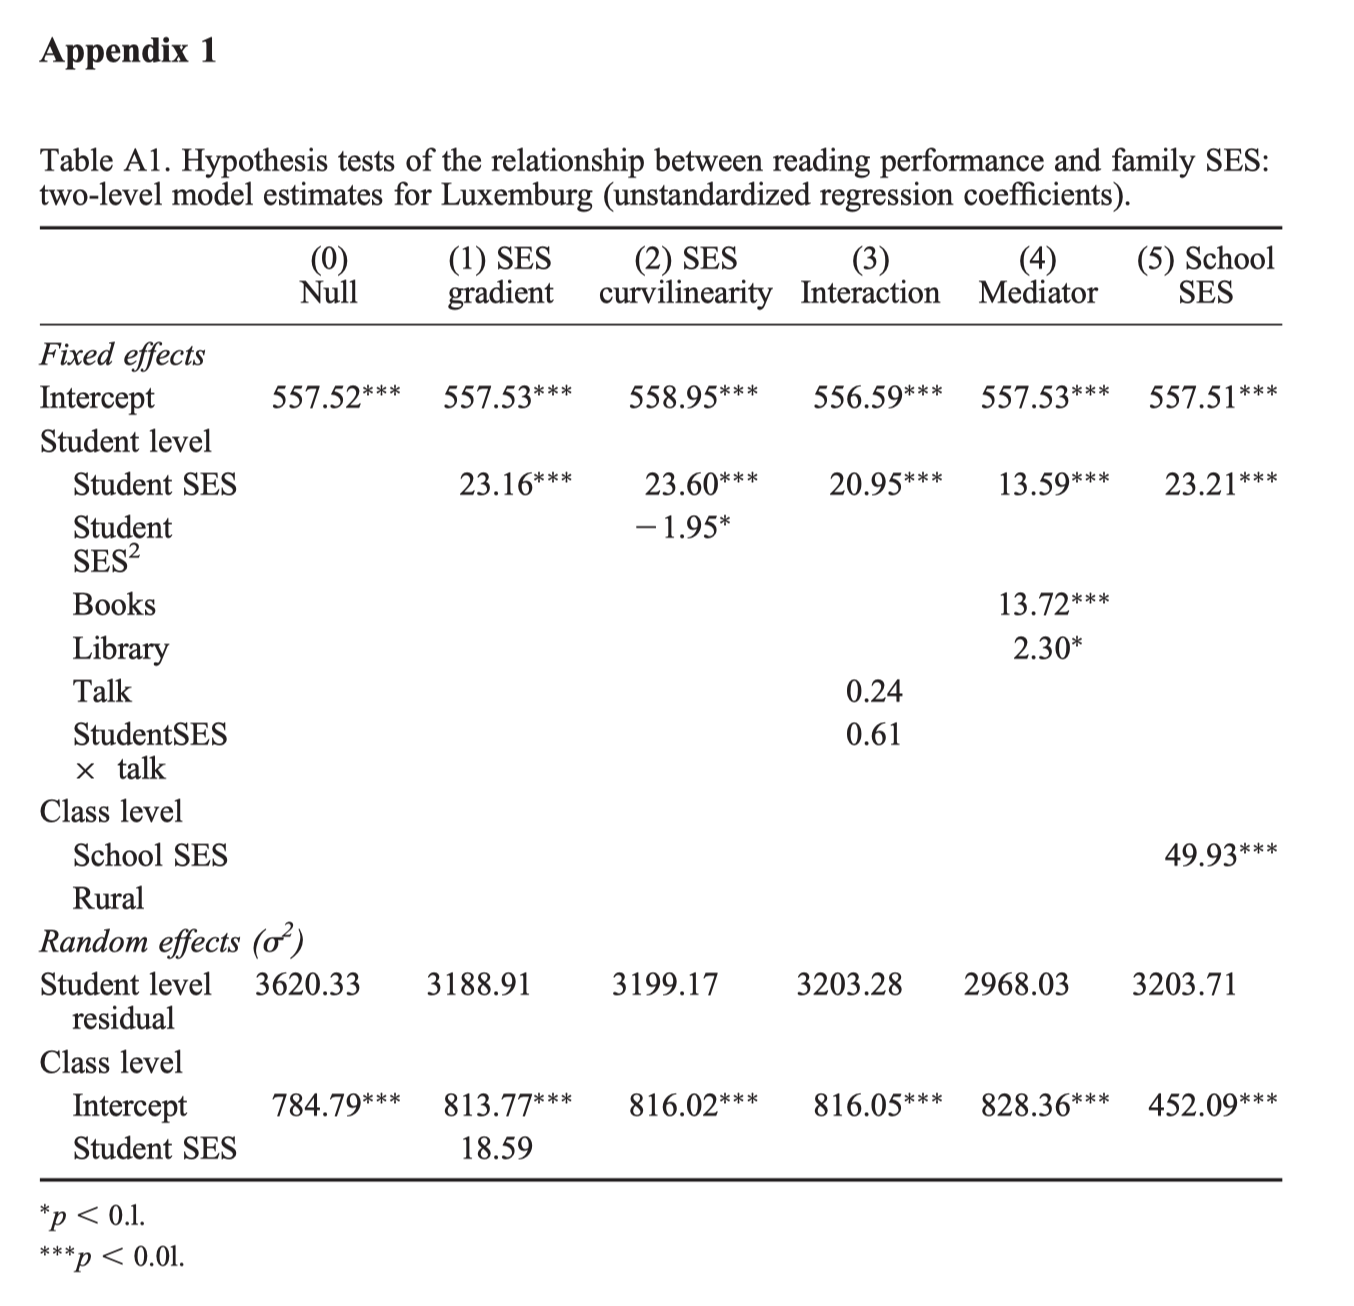 Appendix 1
Table A1. Hypothesis tests of the relationship between reading performance and family SES:
two-level model estimates for Luxemburg (unstandardized regression coefficients).
(0) (1) SES (2) SES (3) (4) (5) School
Null gradient curvilinearity Interaction Mediator SES
Fixed effects
Intercept 557.52*** 557.53*** 558.95*** 556.59*** 557.53*** 557.51***
Student level
Student SES 23.16*** 23.60*** 20.95*** 13.59*** 23.21***
Student −1.95*
SES²
Books 13.72***
Library 2.30*
Talk 0.24
StudentSES 0.61
× talk
Class level
School SES 49.93***
Rural
Random effects (σ²)
Student level 3620.33 3188.91 3199.17 3203.28 2968.03 3203.71
residual
Class level
Intercept 784.79*** 813.77*** 816.02*** 816.05*** 828.36*** 452.09***
Student SES 18.59
*p < 0.1.
***p < 0.01.